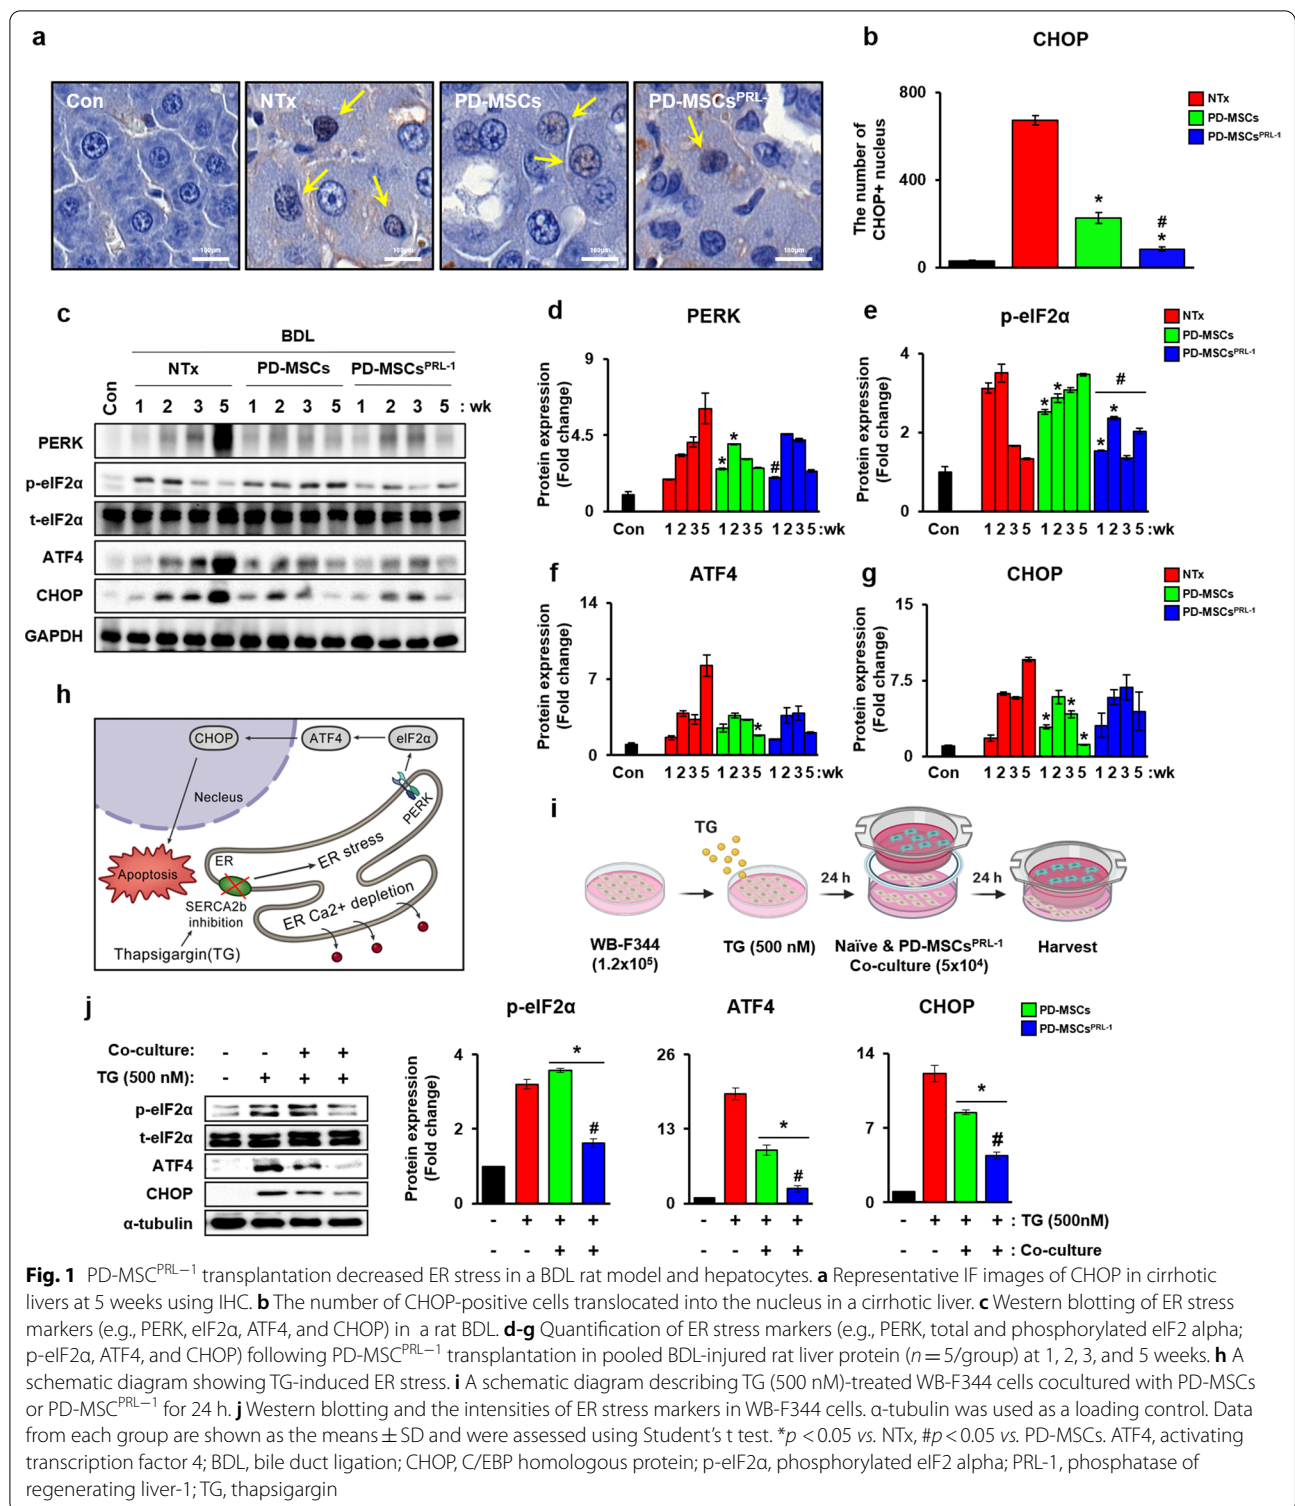 a
Con
NTx
PD-MSCs
PD-MSCsPRL-
100μm
100μm
100μm
100μm
b
CHOP
The number of
CHOP+ nucleus
800
400
0
NTx
PD-MSCs
PD-MSCsPRL-1
*
#
*
c
BDL
NTx PD-MSCs PD-MSCsPRL-1
Con 1 2 3 5 1 2 3 5 1 2 3 5 : wk
PERK
p-eIF2α
t-eIF2α
ATF4
CHOP
GAPDH
d
PERK
Protein expression
(Fold change)
9
4.5
0
* * #
Con 1 2 3 5 1 2 3 5 1 2 3 5 :wk
e
p-eIF2α
Protein expression
(Fold change)
4
2
0
* * * * #
Con 1 2 3 5 1 2 3 5 1 2 3 5 :wk
NTx
PD-MSCs
PD-MSCsPRL-1
f
ATF4
Protein expression
(Fold change)
14
7
0
*
Con 1 2 3 5 1 2 3 5 1 2 3 5 :wk
g
CHOP
Protein expression
(Fold change)
15
7.5
0
* * *
Con 1 2 3 5 1 2 3 5 1 2 3 5 :wk
NTx
PD-MSCs
PD-MSCsPRL-1
h
CHOP
ATF4
eIF2α
Necleus
PERK
ER
ER stress
Apoptosis
SERCA2b
inhibition
ER Ca2+ depletion
Thapsigargin(TG)
i
TG
24 h
24 h
WB-F344
(1.2x10⁵)
TG (500 nM)
Naïve & PD-MSCsPRL-1
Co-culture (5x10⁴)
Harvest
j
Co-culture: - - + +
TG (500 nM): - + + +
p-eIF2α
t-eIF2α
ATF4
CHOP
α-tubulin
p-eIF2α
Protein expression
(Fold change)
4
2
0
*
#
- + + +
- - + +
ATF4
26
13
0
*
#
- + + +
- - + +
CHOP
14
7
0
*
#
- + + + : TG (500nM)
- - + + : Co-culture
PD-MSCs
PD-MSCsPRL-1
Fig. 1 PD-MSCPRL−1 transplantation decreased ER stress in a BDL rat model and hepatocytes. a Representative IF images of CHOP in cirrhotic
livers at 5 weeks using IHC. b The number of CHOP-positive cells translocated into the nucleus in a cirrhotic liver. c Western blotting of ER stress
markers (e.g., PERK, eIF2α, ATF4, and CHOP) in a rat BDL. d-g Quantification of ER stress markers (e.g., PERK, total and phosphorylated eIF2 alpha;
p-eIF2α, ATF4, and CHOP) following PD-MSCPRL−1 transplantation in pooled BDL-injured rat liver protein (n = 5/group) at 1, 2, 3, and 5 weeks. h A
schematic diagram showing TG-induced ER stress. i A schematic diagram describing TG (500 nM)-treated WB-F344 cells cocultured with PD-MSCs
or PD-MSCPRL−1 for 24 h. j Western blotting and the intensities of ER stress markers in WB-F344 cells. α-tubulin was used as a loading control. Data
from each group are shown as the means ± SD and were assessed using Student's t test. *p < 0.05 vs. NTx, #p < 0.05 vs. PD-MSCs. ATF4, activating
transcription factor 4; BDL, bile duct ligation; CHOP, C/EBP homologous protein; p-eIF2α, phosphorylated eIF2 alpha; PRL-1, phosphatase of
regenerating liver-1; TG, thapsigargin